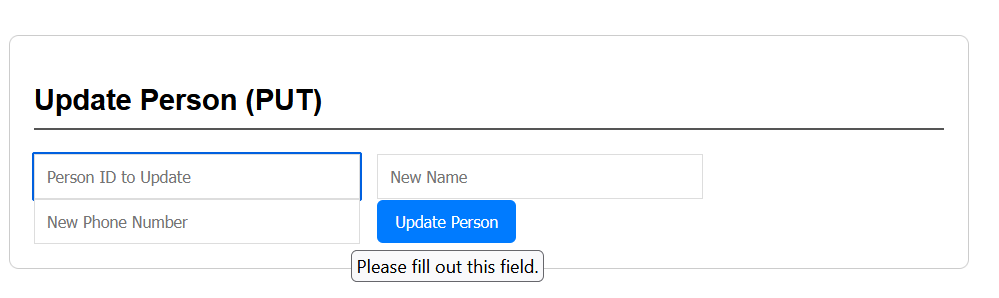 Update Person (PUT)
Person ID to Update
New Name
New Phone Number
Update Person
Please fill out this field.